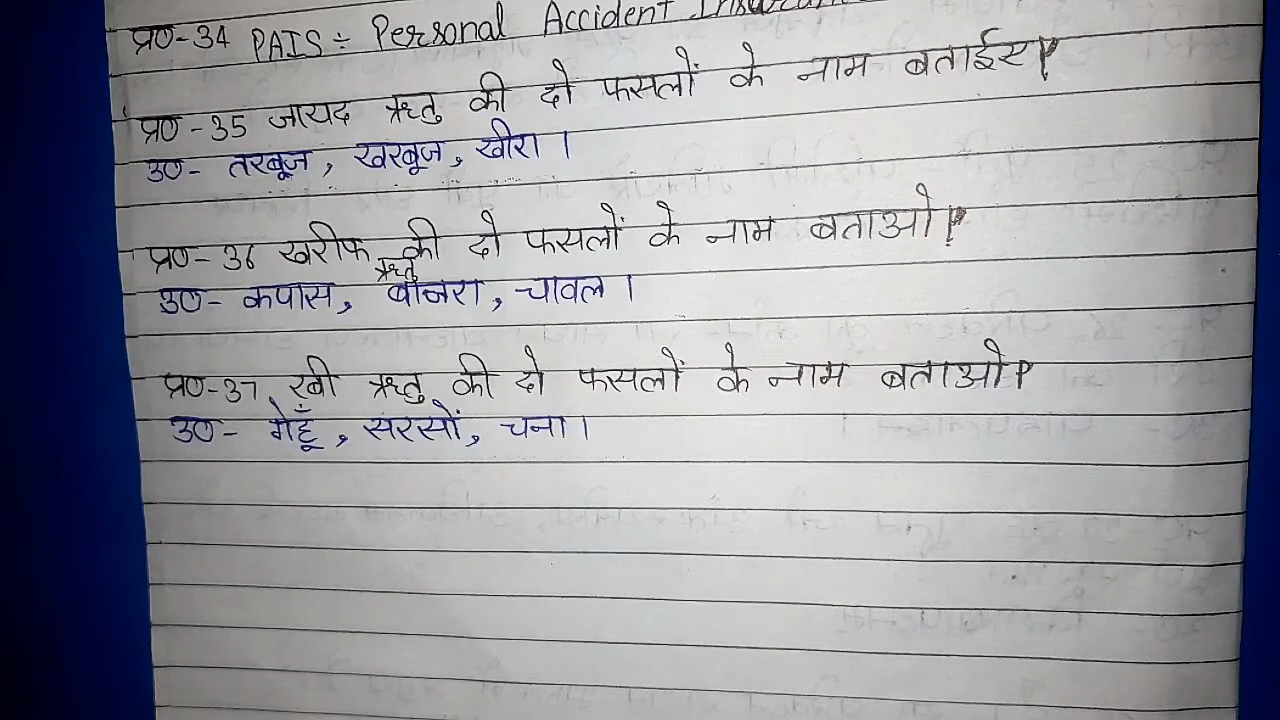 प्र०-34 PAIS ÷ Personal Accident
प्र०-35 जायद ऋतु की दो फसलों के नाम बताईए।
उ०- तरबूज, खरबूज, खीरा।
प्र०-36 खरीफ ऋतु की दो फसलों के नाम बताओ।
उ०- कपास, बाजरा, चावल।
प्र०-37 रबी ऋतु की दो फसलों के नाम बताओ।
उ०- गेहूँ, सरसों, चना।